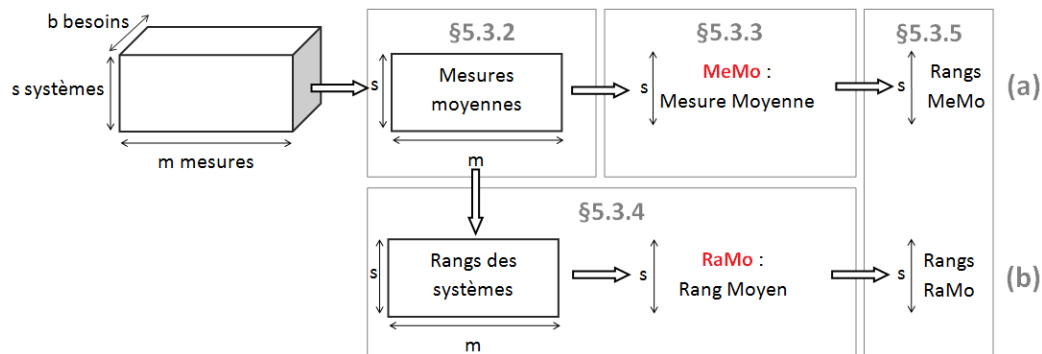 b besoins
s systèmes
m mesures
§5.3.2
s
Mesures
moyennes
m
§5.3.3
s
MeMo :
Mesure Moyenne
§5.3.5
s
Rangs
MeMo
(a)
§5.3.4
s
Rangs des
systèmes
m
s
RaMo :
Rang Moyen
s
Rangs
RaMo
(b)